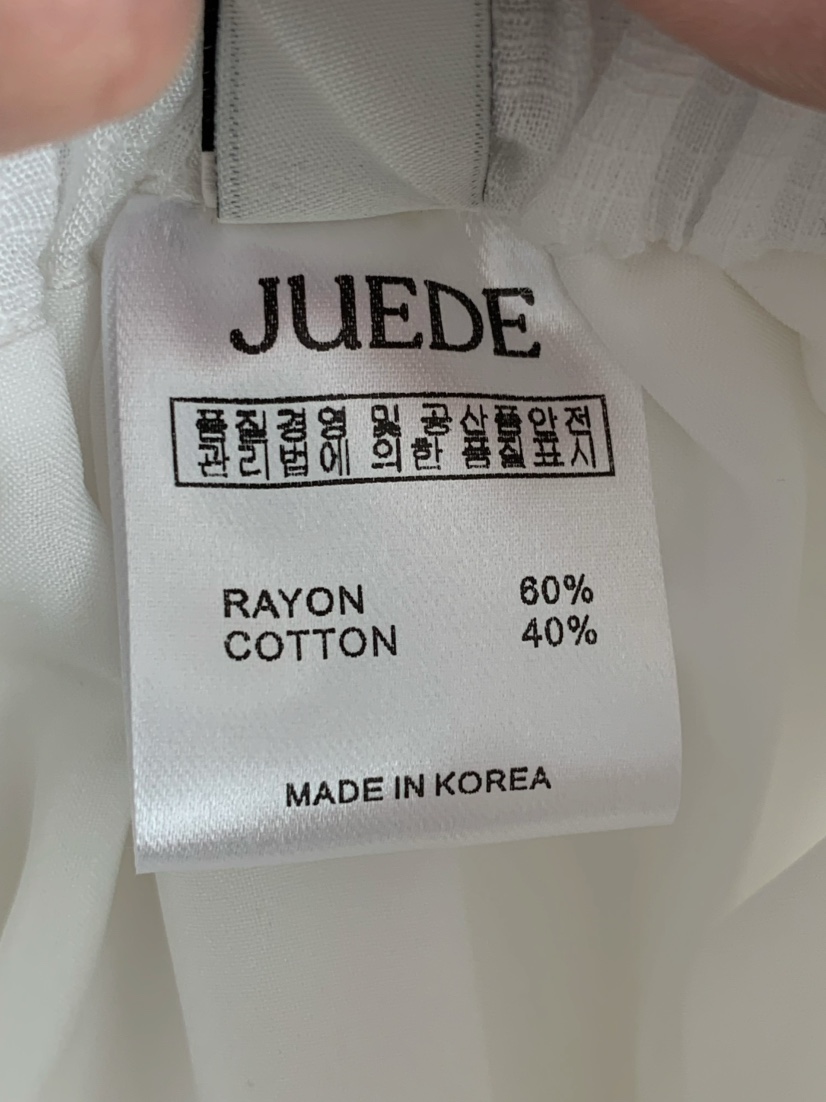 JUEDE
품질경영 및 공산품안전
관리법에 의한 품질표시
RAYON 60%
COTTON 40%
MADE IN KOREA